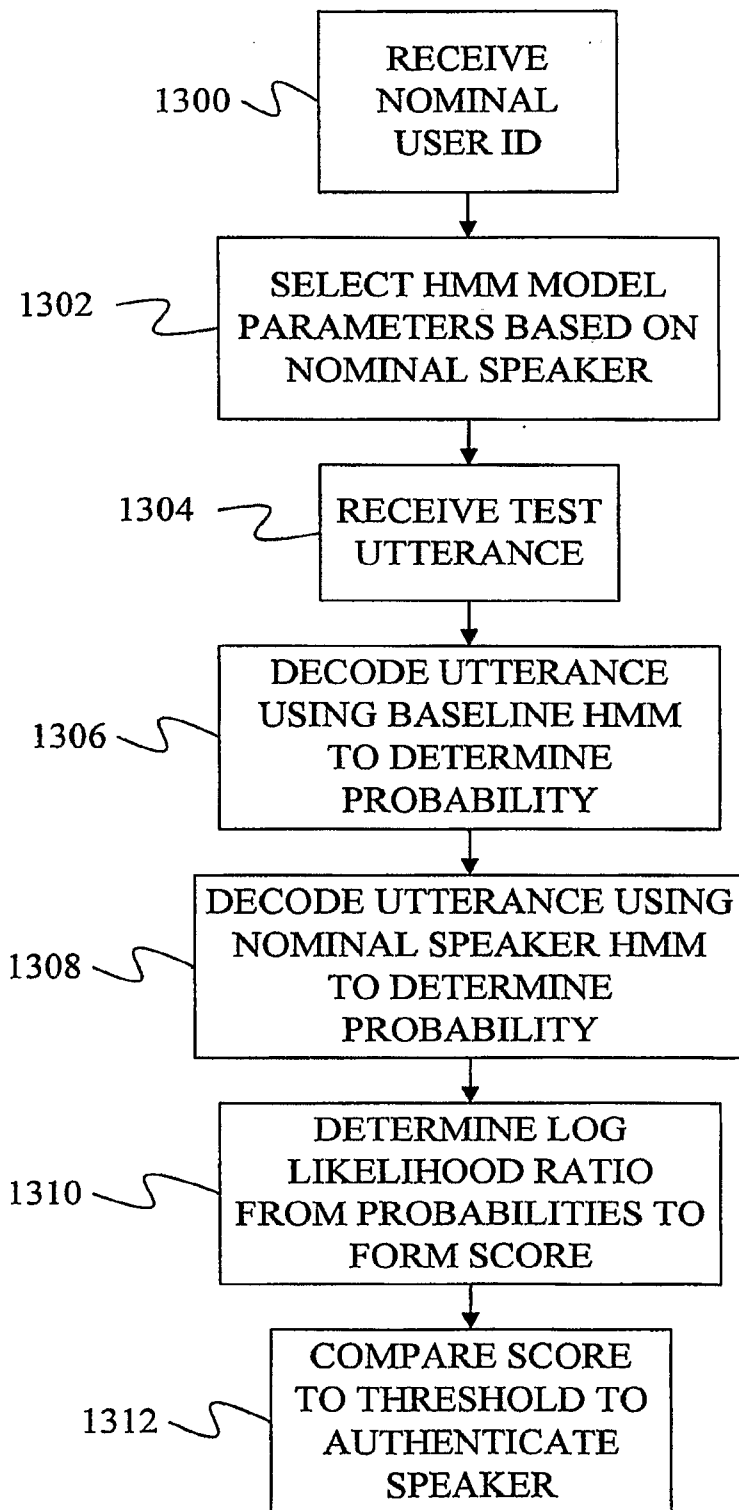 RECEIVE
NOMINAL
USER ID
1300
SELECT HMM MODEL
PARAMETERS BASED ON
NOMINAL SPEAKER
1302
RECEIVE TEST
UTTERANCE
1304
DECODE UTTERANCE
USING BASELINE HMM
TO DETERMINE
PROBABILITY
1306
DECODE UTTERANCE USING
NOMINAL SPEAKER HMM
TO DETERMINE
PROBABILITY
1308
DETERMINE LOG
LIKELIHOOD RATIO
FROM PROBABILITIES TO
FORM SCORE
1310
COMPARE SCORE
TO THRESHOLD TO
AUTHENTICATE
SPEAKER
1312